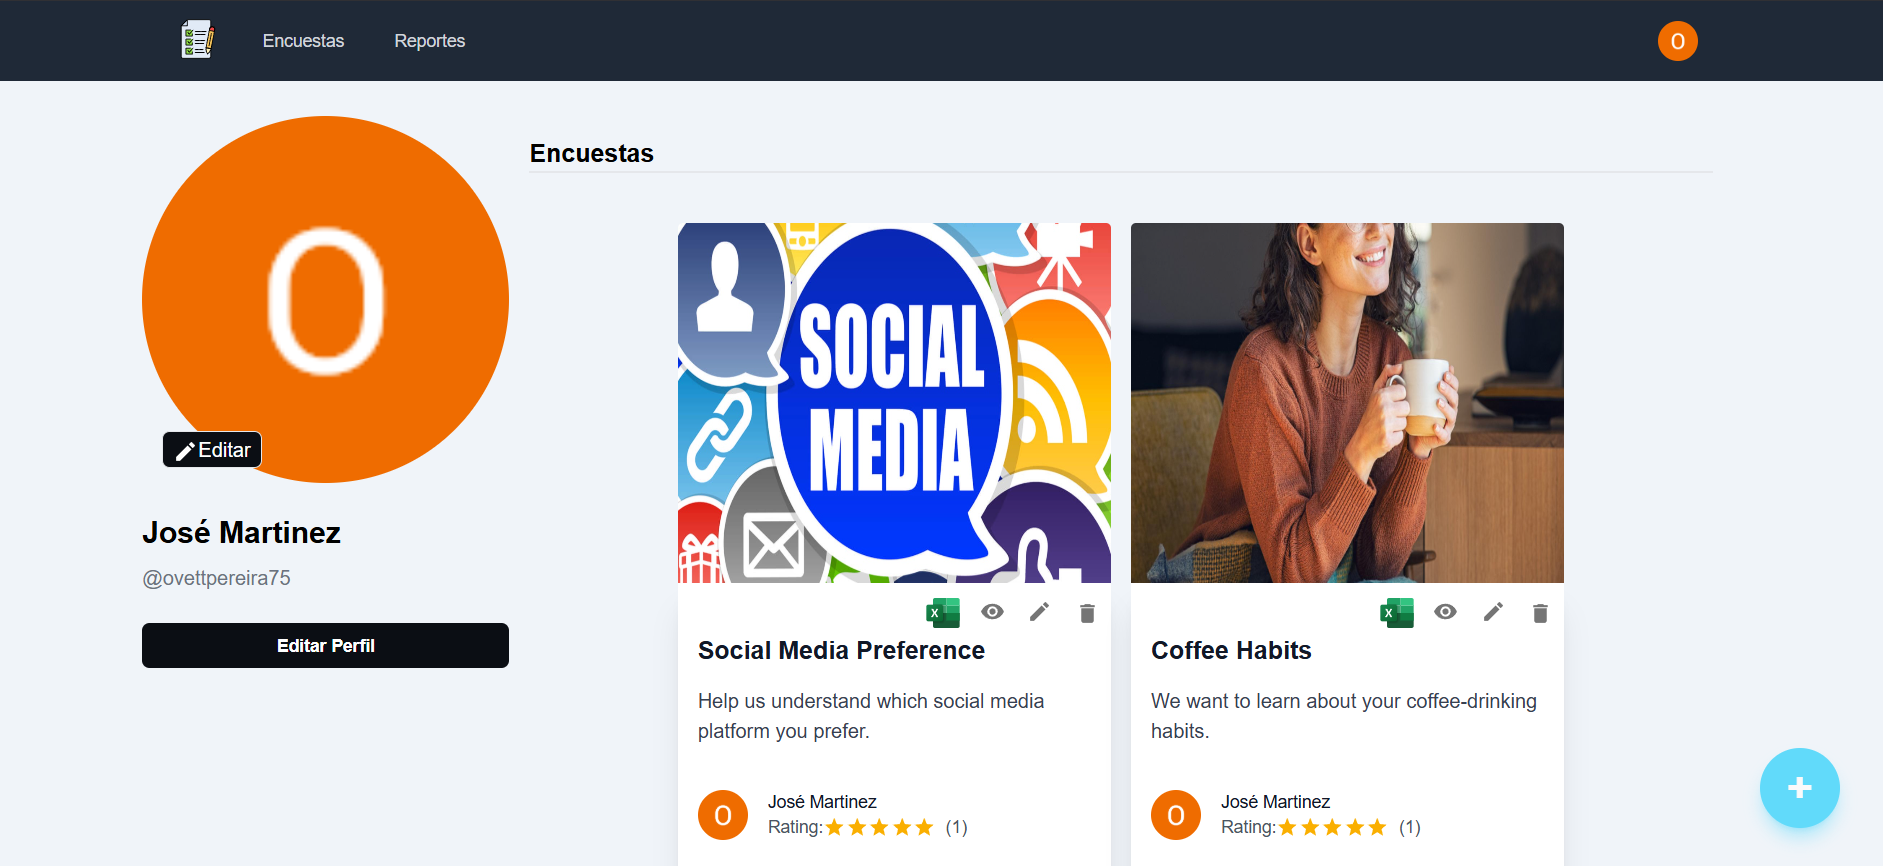 Encuestas
Reportes
O
O
Editar
José Martinez
@ovettpereira75
Editar Perfil
Encuestas
SOCIAL
MEDIA
X
Social Media Preference
Help us understand which social media
platform you prefer.
O
José Martinez
Rating:
(1)
X
Coffee Habits
We want to learn about your coffee-drinking
habits.
O
José Martinez
Rating:
(1)
+